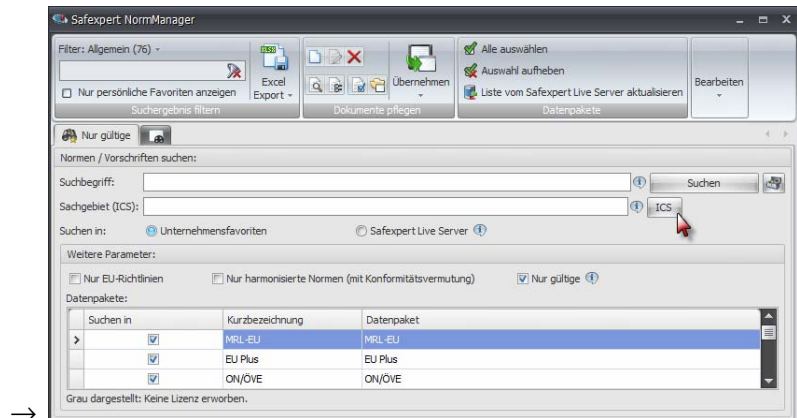 Safexpert NormManager
Filter: Allgemein (76)
Nur persönliche Favoriten anzeigen
Suchergebnis filtern
Excel
Export
Übernehmen
Dokumente pflegen
Alle auswählen
Auswahl aufheben
Liste vom Safexpert Live Server aktualisieren
Datenpakete
Bearbeiten
Nur gültige
Normen / Vorschriften suchen:
Suchbegriff: Suchen
Sachgebiet (ICS): ICS
Suchen in: Unternehmensfavoriten Safexpert Live Server
Weitere Parameter:
Nur EU-Richtlinien Nur harmonisierte Normen (mit Konformitätsvermutung) Nur gültige
Datenpakete:
Suchen in Kurzbezeichnung Datenpaket
MRL-EU MRL-EU
EU Plus EU Plus
ON/ÖVE ON/ÖVE
→ Grau dargestellt: Keine Lizenz erworben.